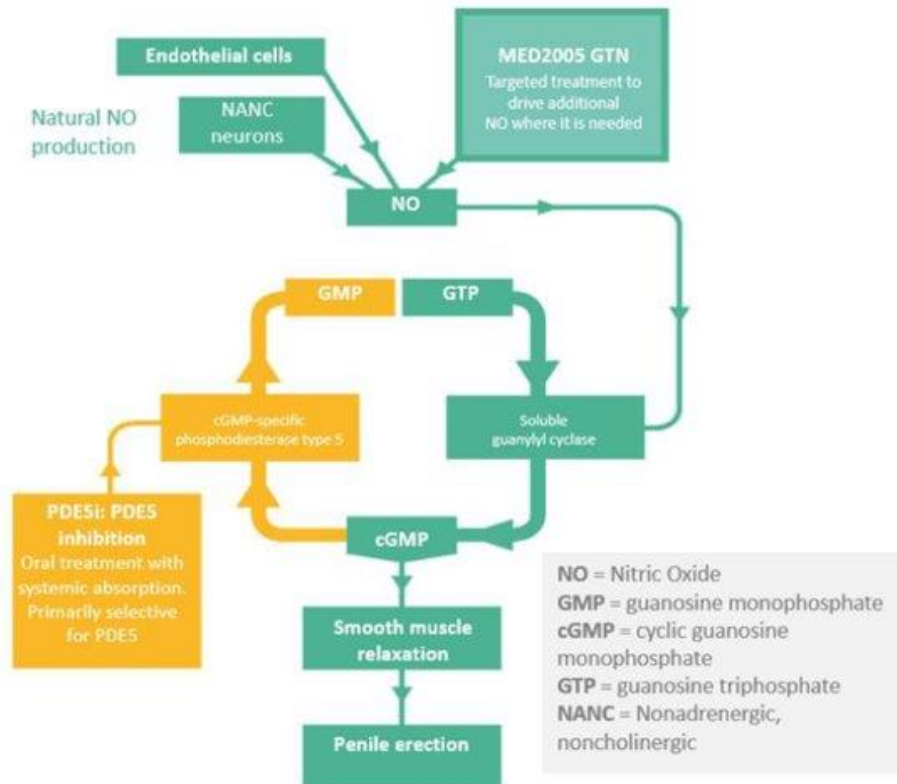 Endothelial cells
MED2005 GTN
Targeted treatment to
drive additional
NO where it is needed
Natural NO
production
NANC
neurons
NO
GMP
GTP
cGMP-specific
phosphodiesterase type 5
Soluble
guanylyl cyclase
PDE5i: PDE5
inhibition
Oral treatment with
systemic absorption.
Primarily selective
for PDE5
cGMP
Smooth muscle
relaxation
Penile erection
NO = Nitric Oxide
GMP = guanosine monophosphate
cGMP = cyclic guanosine
monophosphate
GTP = guanosine triphosphate
NANC = Nonadrenergic,
noncholinergic